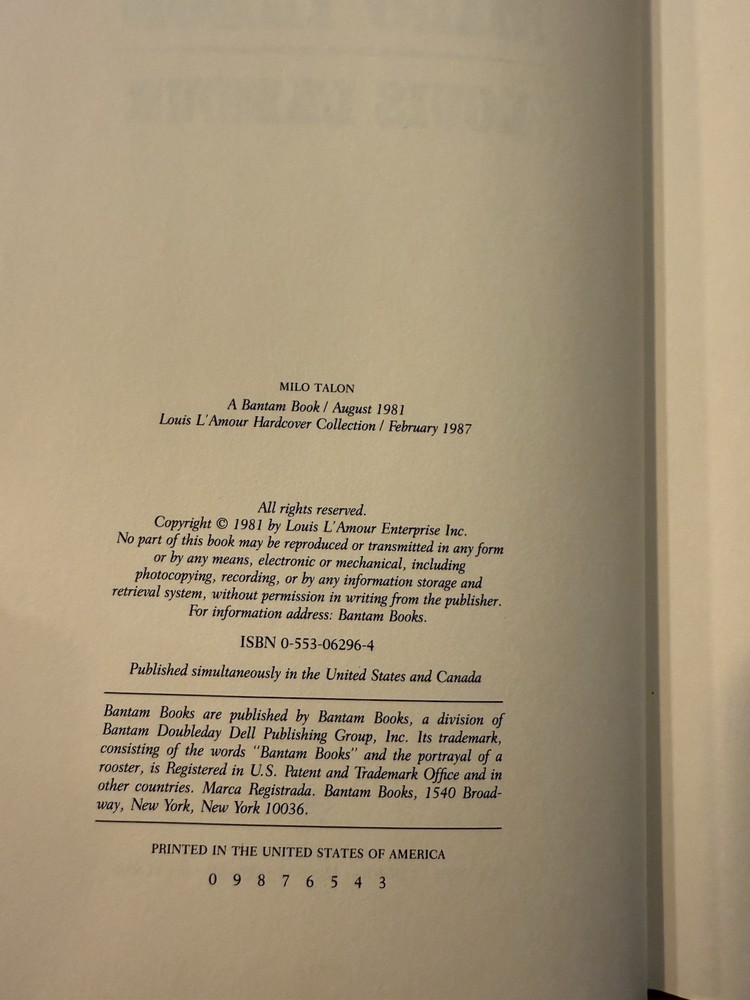 MILO TALON
A Bantam Book / August 1981
Louis L'Amour Hardcover Collection / February 1987
All rights reserved.
Copyright © 1981 by Louis L'Amour Enterprise Inc.
No part of this book may be reproduced or transmitted in any form
or by any means, electronic or mechanical, including
photocopying, recording, or by any information storage and
retrieval system, without permission in writing from the publisher.
For information address: Bantam Books.
ISBN 0-553-06296-4
Published simultaneously in the United States and Canada
Bantam Books are published by Bantam Books, a division of
Bantam Doubleday Dell Publishing Group, Inc. Its trademark,
consisting of the words "Bantam Books" and the portrayal of a
rooster, is Registered in U.S. Patent and Trademark Office and in
other countries. Marca Registrada. Bantam Books, 1540 Broad-
way, New York, New York 10036.
PRINTED IN THE UNITED STATES OF AMERICA
0 9 8 7 6 5 4 3